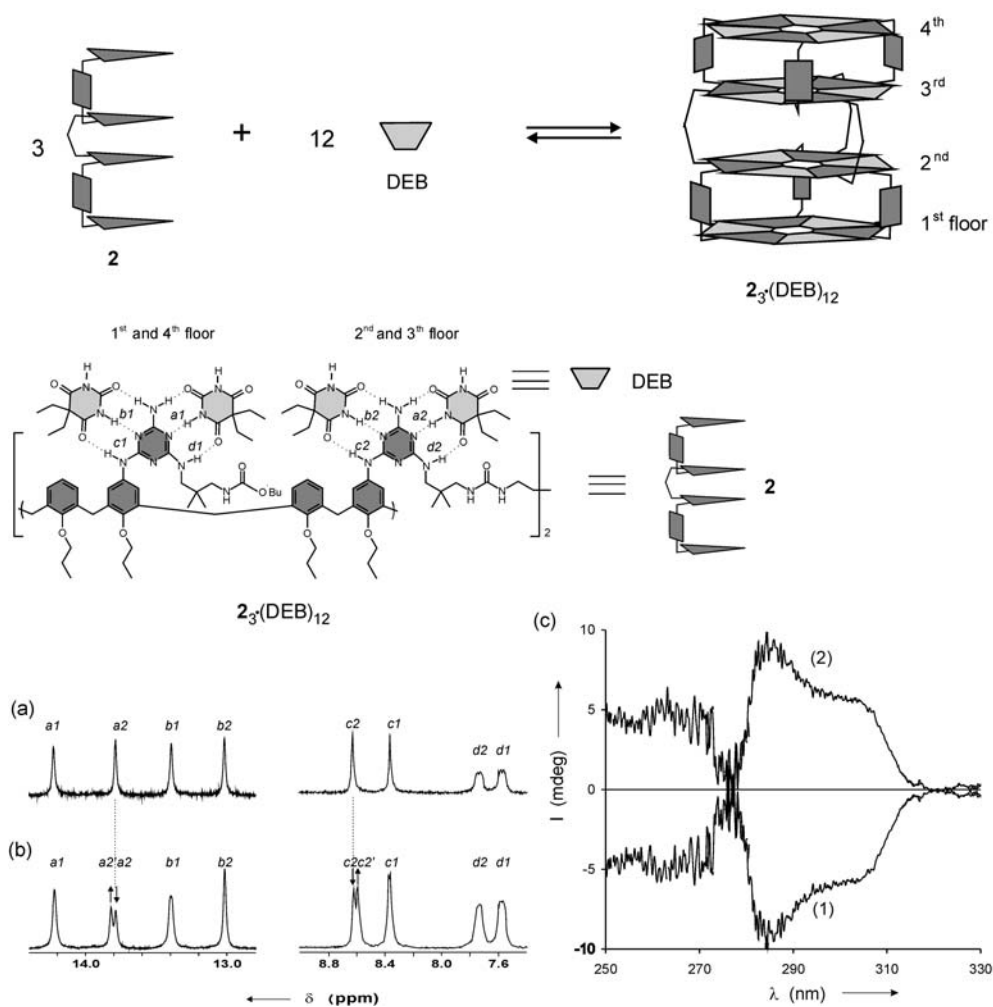 4th
3rd
3
+
12
DEB
2nd
1st floor
2
23·(DEB)12
1st and 4th floor
2nd and 3th floor
DEB
H
O
N
N
O
H
H
O
N
N
O
H
b1
N
a1
H
N
O
H
O
c1
d1
H
N
N
N
H
N
O
N
H
O
tBu
O
O
H
O
N
N
O
H
H
O
N
N
O
H
b2
N
a2
H
N
O
H
O
c2
d2
H
N
N
N
H
N
O
N
H
N
H
O
O
2
2
23·(DEB)12
(a)
a1 a2 b1 b2 c2 c1 d2 d1
(b)
a1 a2' a2 b1 b2 c2 c2' c1 d2 d1
14.0 13.0 8.8 8.4 8.0 7.6
δ (ppm)
(c)
10
5
0
-5
-10
I (mdeg)
(2)
(1)
250 270 290 310 330
λ (nm)